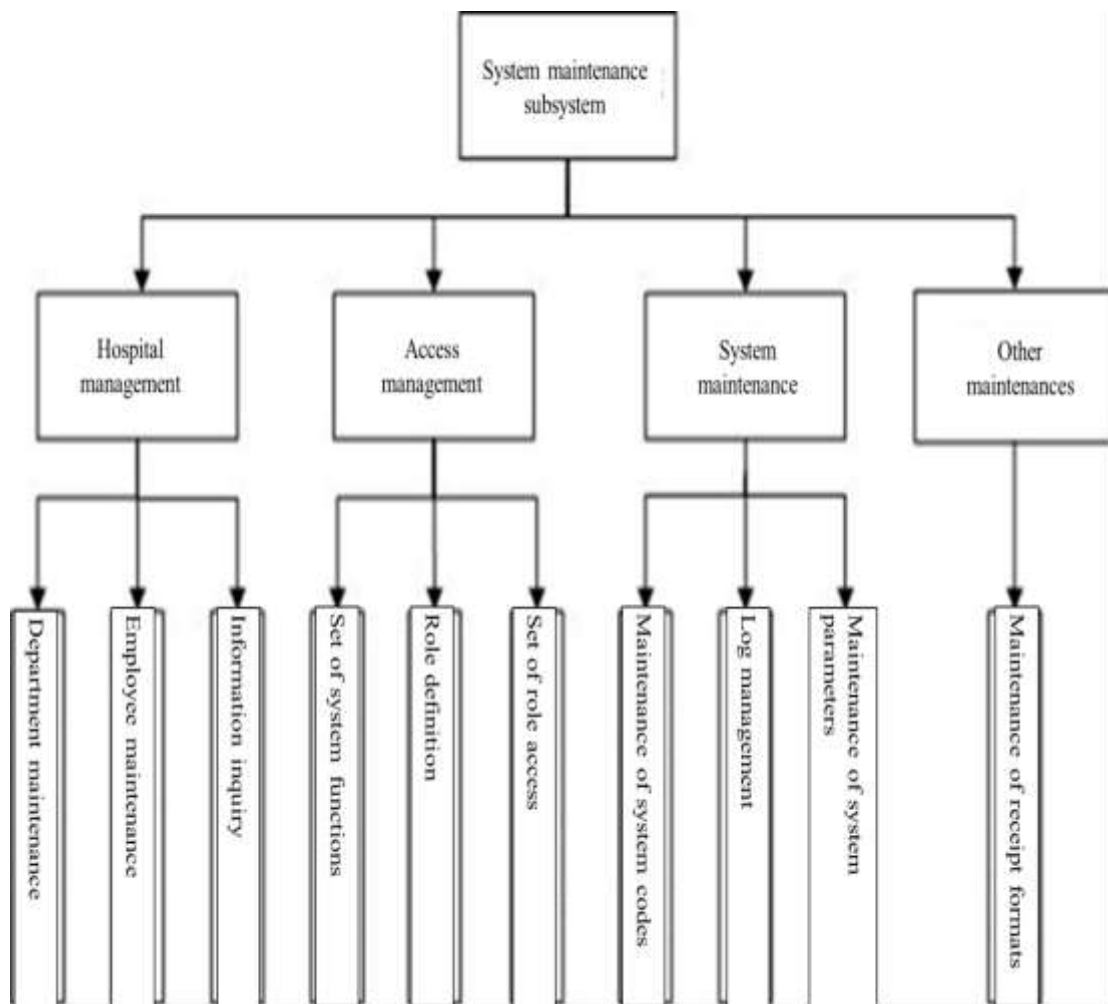 System maintenance
subsystem
Hospital
management
Access
management
System
maintenance
Other
maintenances
Department maintenance
Employee maintenance
Information inquiry
Set of system functions
Role definition
Set of role access
Maintenance of system codes
Log management
Maintenance of system
parameters
Maintenance of receipt formats